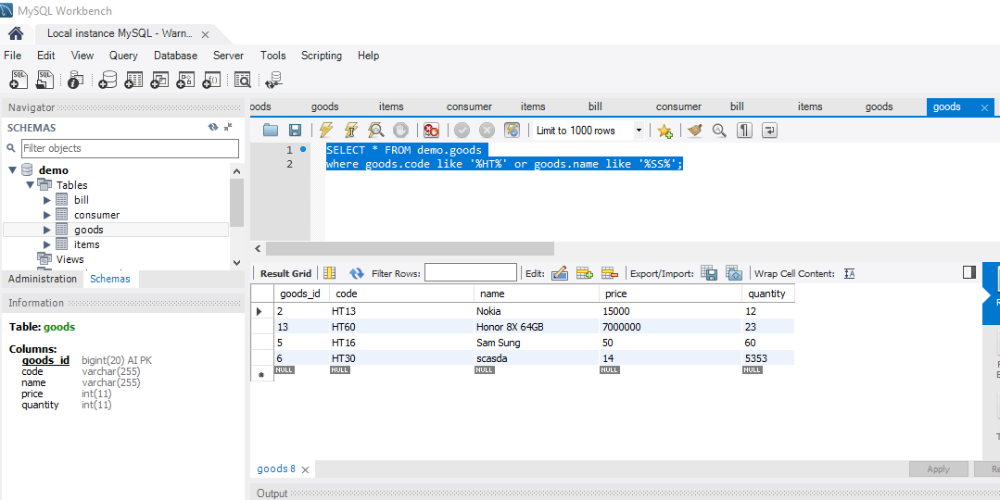 MySQL Workbench
Local instance MySQL - Warn... ×
File Edit View Query Database Server Tools Scripting Help
Navigator
SCHEMAS
Filter objects
demo
Tables
bill
consumer
goods
items
Views
Administration Schemas
Information
Table: goods
Columns:
goods_id bigint(20) AI PK
code varchar(255)
name varchar(255)
price int(11)
quantity int(11)
oods goods items consumer items bill consumer bill items goods goods ×
Limit to 1000 rows
1 SELECT * FROM demo.goods
2 where goods.code like '%HT%' or goods.name like '%SS%';
Result Grid Filter Rows: Edit: Export/Import: Wrap Cell Content:
goods_id code name price quantity
2 HT13 Nokia 15000 12
13 HT60 Honor 8X 64GB 7000000 23
5 HT16 Sam Sung 50 60
6 HT30 scasda 14 5353
NULL NULL NULL NULL NULL
goods 8 ×
Apply Re
Output